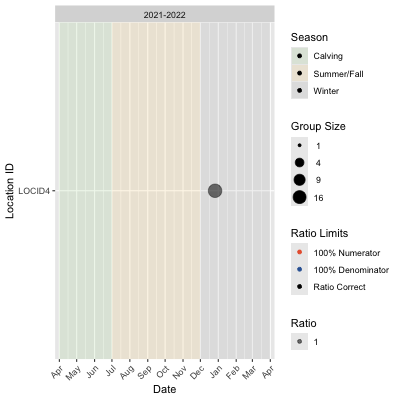 2021-2022
Location ID
LOCID4
Apr May Jun Jul Aug Sep Oct Nov Dec Jan Feb Mar Apr
Date
Season
Calving
Summer/Fall
Winter
Group Size
1
4
9
16
Ratio Limits
100% Numerator
100% Denominator
Ratio Correct
Ratio
1